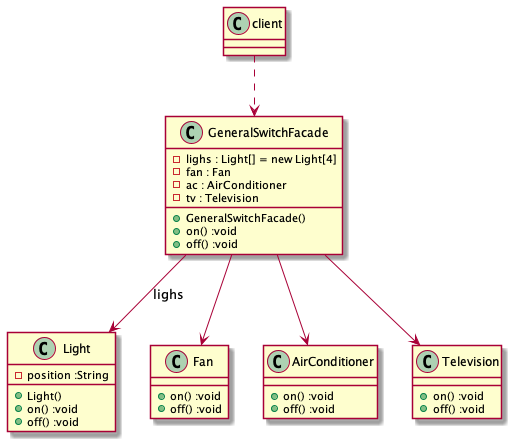 C client
C GeneralSwitchFacade
lighs : Light[] = new Light[4]
fan : Fan
ac : AirConditioner
tv : Television
GeneralSwitchFacade()
on() :void
off() :void
lighs
C Light
position :String
Light()
on() :void
off() :void
C Fan
on() :void
off() :void
C AirConditioner
on() :void
off() :void
C Television
on() :void
off() :void